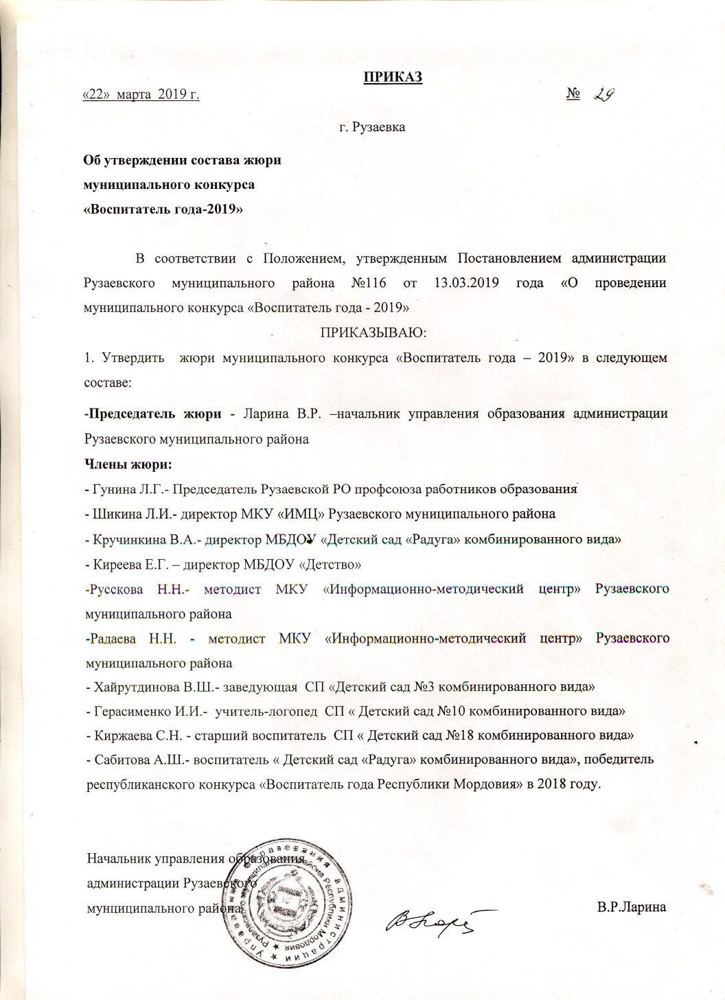 ПРИКАЗ
«22» марта 2019 г. № 29
г. Рузаевка
Об утверждении состава жюри
муниципального конкурса
«Воспитатель года-2019»
В соответствии с Положением, утвержденным Постановлением администрации
Рузаевского муниципального района №116 от 13.03.2019 года «О проведении
муниципального конкурса «Воспитатель года - 2019»
ПРИКАЗЫВАЮ:
1. Утвердить жюри муниципального конкурса «Воспитатель года – 2019» в следующем
составе:
-Председатель жюри - Ларина В.Р. –начальник управления образования администрации
Рузаевского муниципального района
Члены жюри:
- Гунина Л.Г.- Председатель Рузаевской РО профсоюза работников образования
- Шикина Л.И.- директор МКУ «ИМЦ» Рузаевского муниципального района
- Кручинкина В.А.- директор МБДОУ «Детский сад «Радуга» комбинированного вида»
- Киреева Е.Г. – директор МБДОУ «Детство»
-Русскова Н.Н.- методист МКУ «Информационно-методический центр» Рузаевского
муниципального района
-Радаева Н.Н. - методист МКУ «Информационно-методический центр» Рузаевского
муниципального района
- Хайрутдинова В.Ш.- заведующая СП «Детский сад №3 комбинированного вида»
- Герасименко И.И.- учитель-логопед СП « Детский сад №10 комбинированного вида»
- Киржаева С.Н. - старший воспитатель СП « Детский сад №18 комбинированного вида»
- Сабитова А.Ш.- воспитатель « Детский сад «Радуга» комбинированного вида», победитель
республиканского конкурса «Воспитатель года Республики Мордовия» в 2018 году.
Начальник управления образования
администрации Рузаевского
мунциципального района
В.Р.Ларина
Управление образования администрации
Рузаевского муниципального района Республики Мордовия